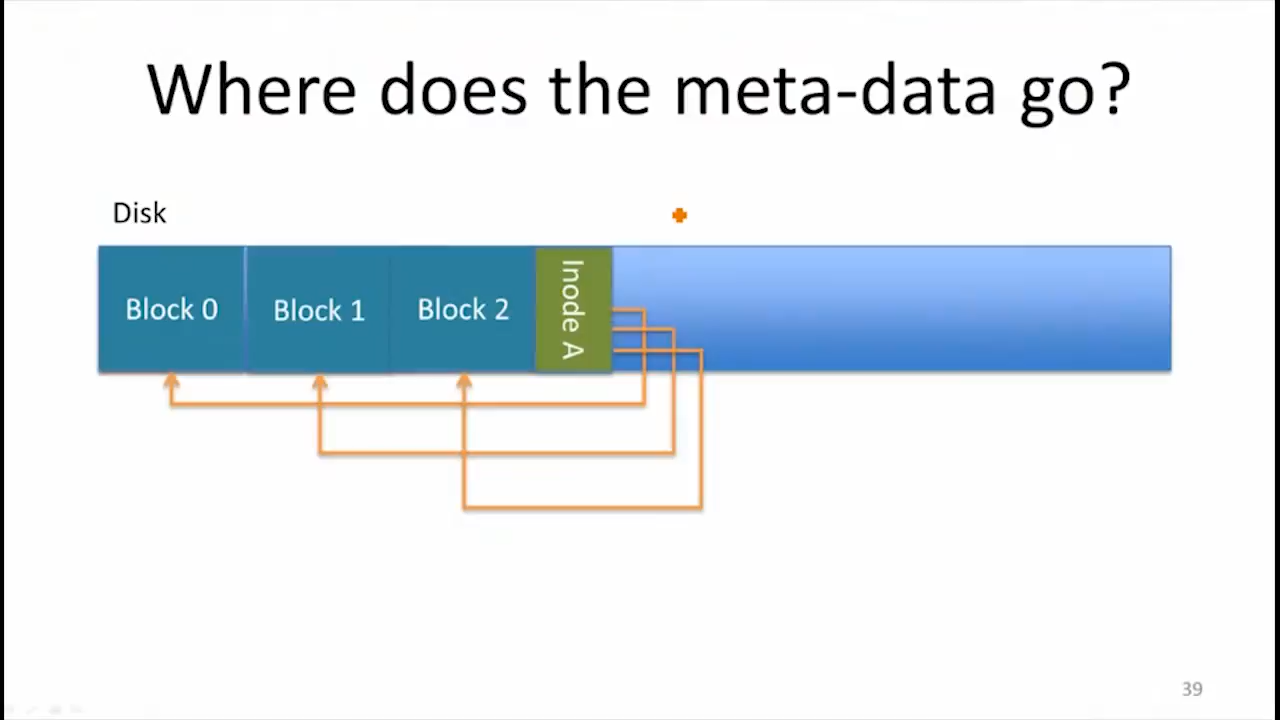 Where does the meta-data go?
Disk
Block 0
Block 1
Block 2
Inode A
39